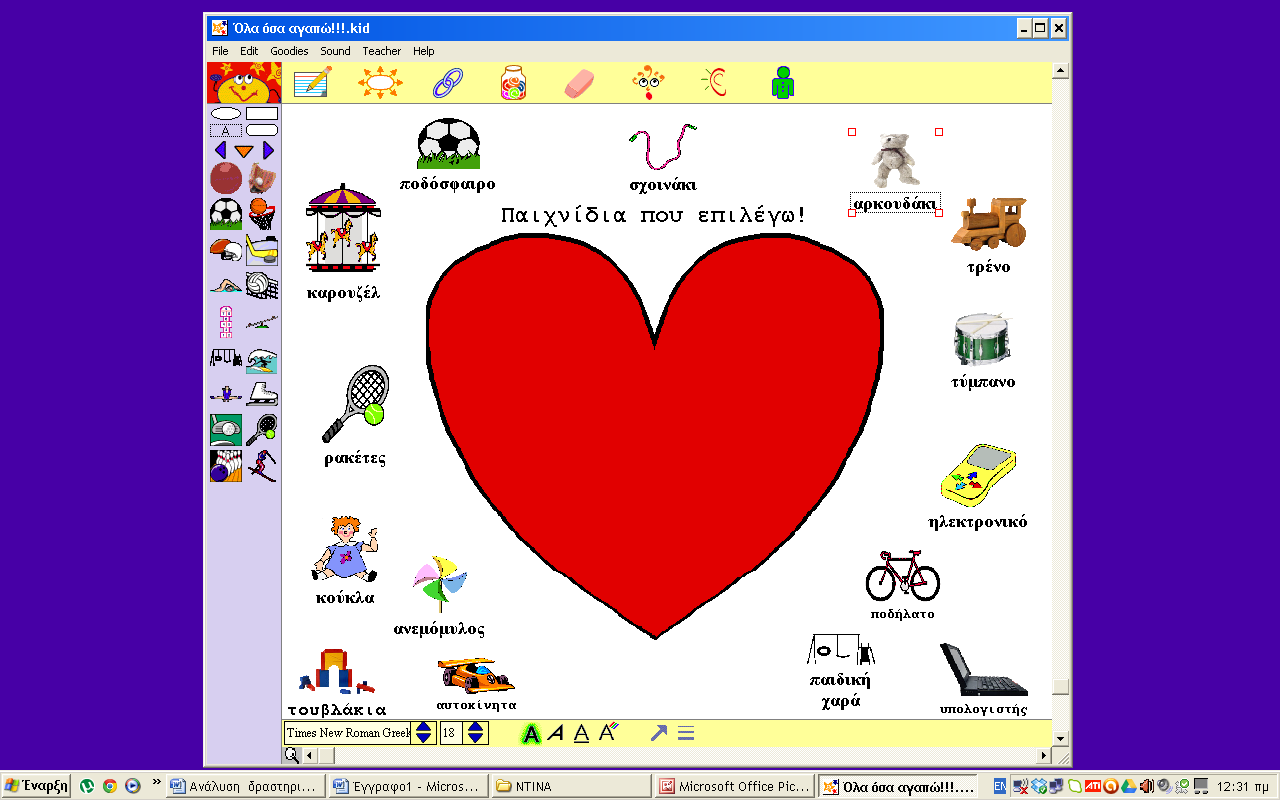 Όλα όσα αγαπώ!!!.kid
File Edit Goodies Sound Teacher Help
A
ποδόσφαιρο
σχοινάκι
αρκουδάκι
Παιχνίδια που επιλέγω!
τρένο
καρουζέλ
τύμπανο
ρακέτες
ηλεκτρονικό
κούκλα
ποδήλατο
ανεμόμυλος
παιδική
χαρά
τουβλάκια
αυτοκίνητα
υπολογιστής
Times New Roman Greek 18 A A A A
Έναρξη » Ανάλυση δραστηρι... Έγγραφο1 - Micros... NTINA Microsoft Office Pic... Όλα όσα αγαπώ!!!.... EN 12:31 πμ